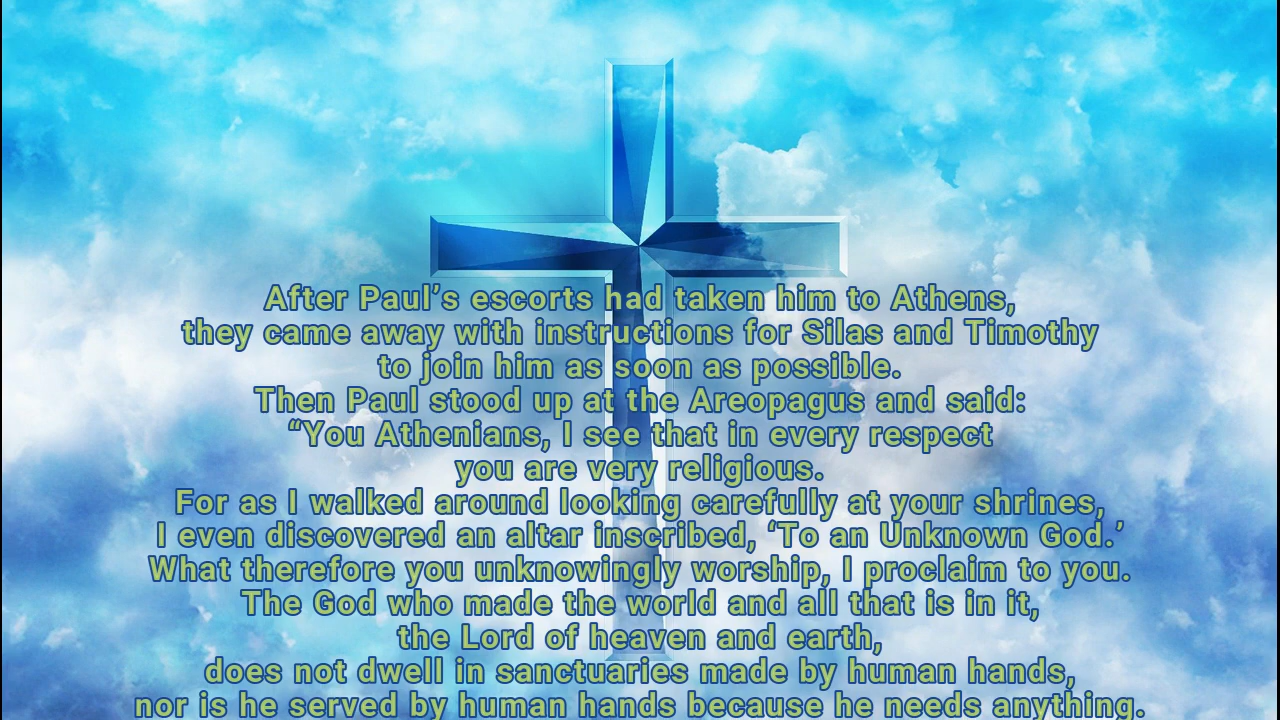 After Paul’s escorts had taken him to Athens,
they came away with instructions for Silas and Timothy
to join him as soon as possible.
Then Paul stood up at the Areopagus and said:
“You Athenians, I see that in every respect
you are very religious.
For as I walked around looking carefully at your shrines,
I even discovered an altar inscribed, ‘To an Unknown God.’
What therefore you unknowingly worship, I proclaim to you.
The God who made the world and all that is in it,
the Lord of heaven and earth,
does not dwell in sanctuaries made by human hands,
nor is he served by human hands because he needs anything.